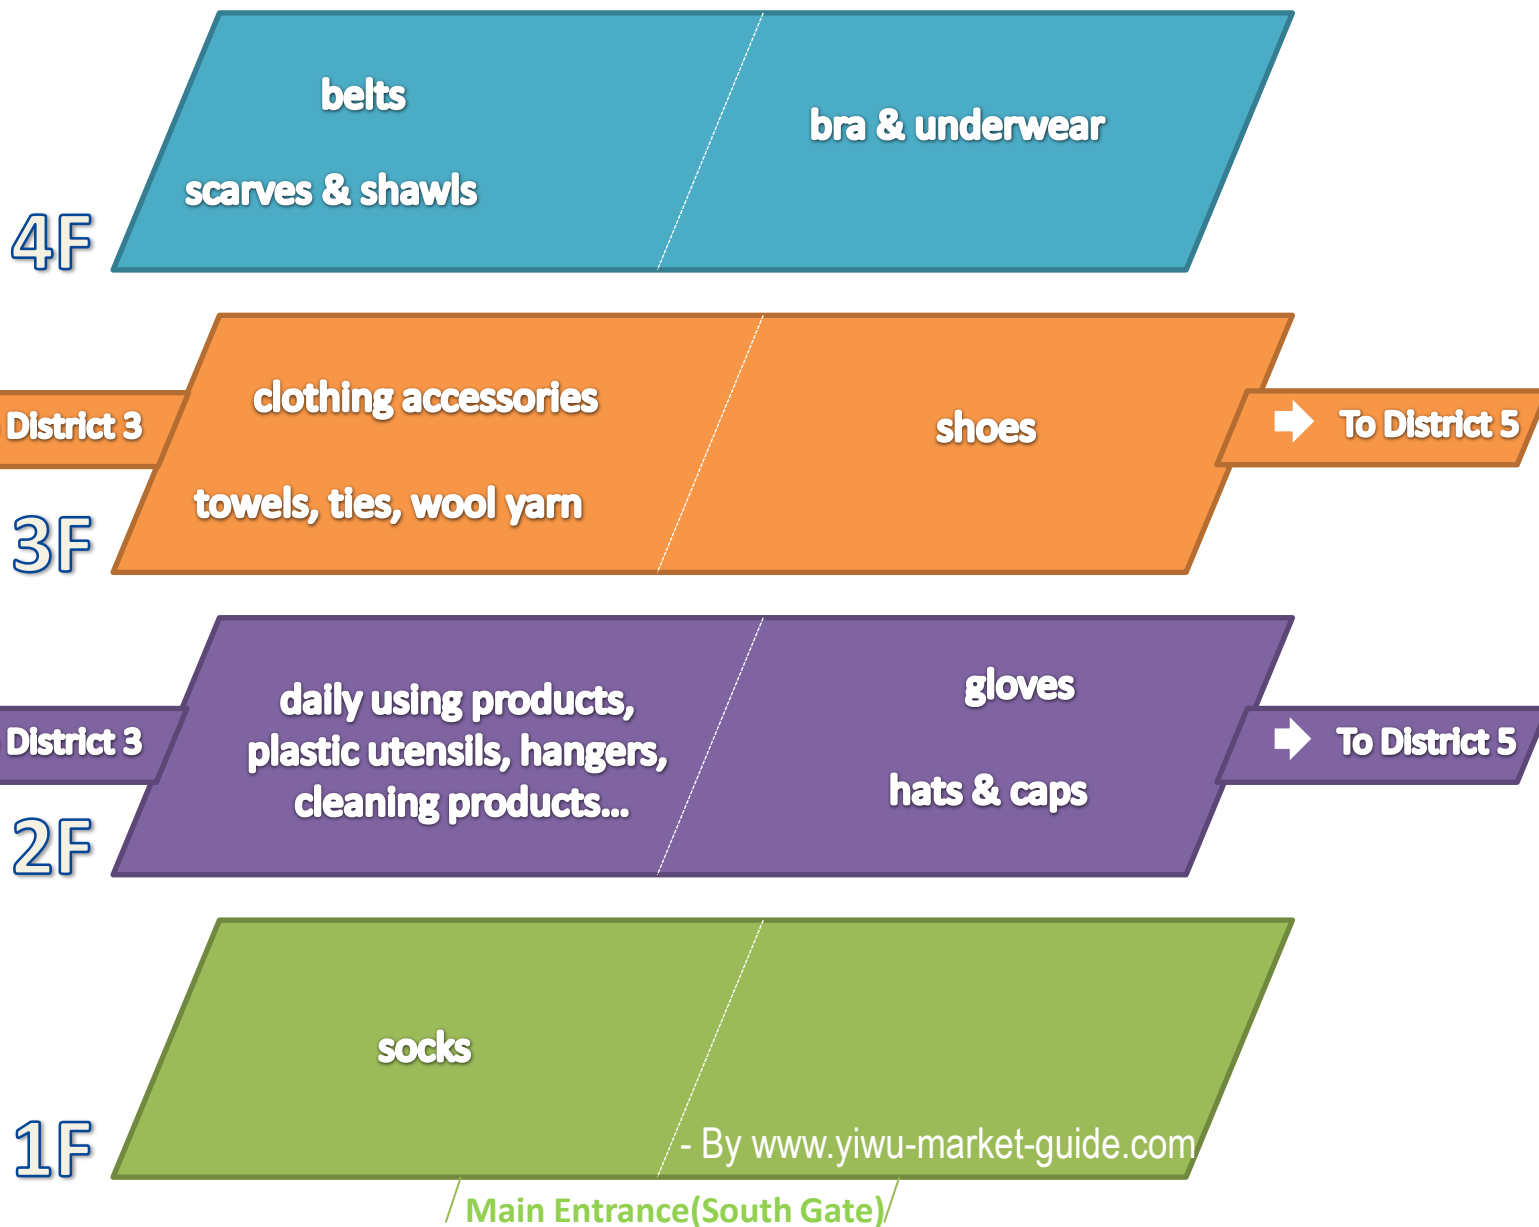 belts
scarves & shawls
bra & underwear
4F
clothing accessories
towels, ties, wool yarn
shoes
District 3
To District 5
3F
daily using products,
plastic utensils, hangers,
cleaning products...
gloves
hats & caps
District 3
To District 5
2F
socks
1F
- By www.yiwu-market-guide.com
Main Entrance(South Gate)